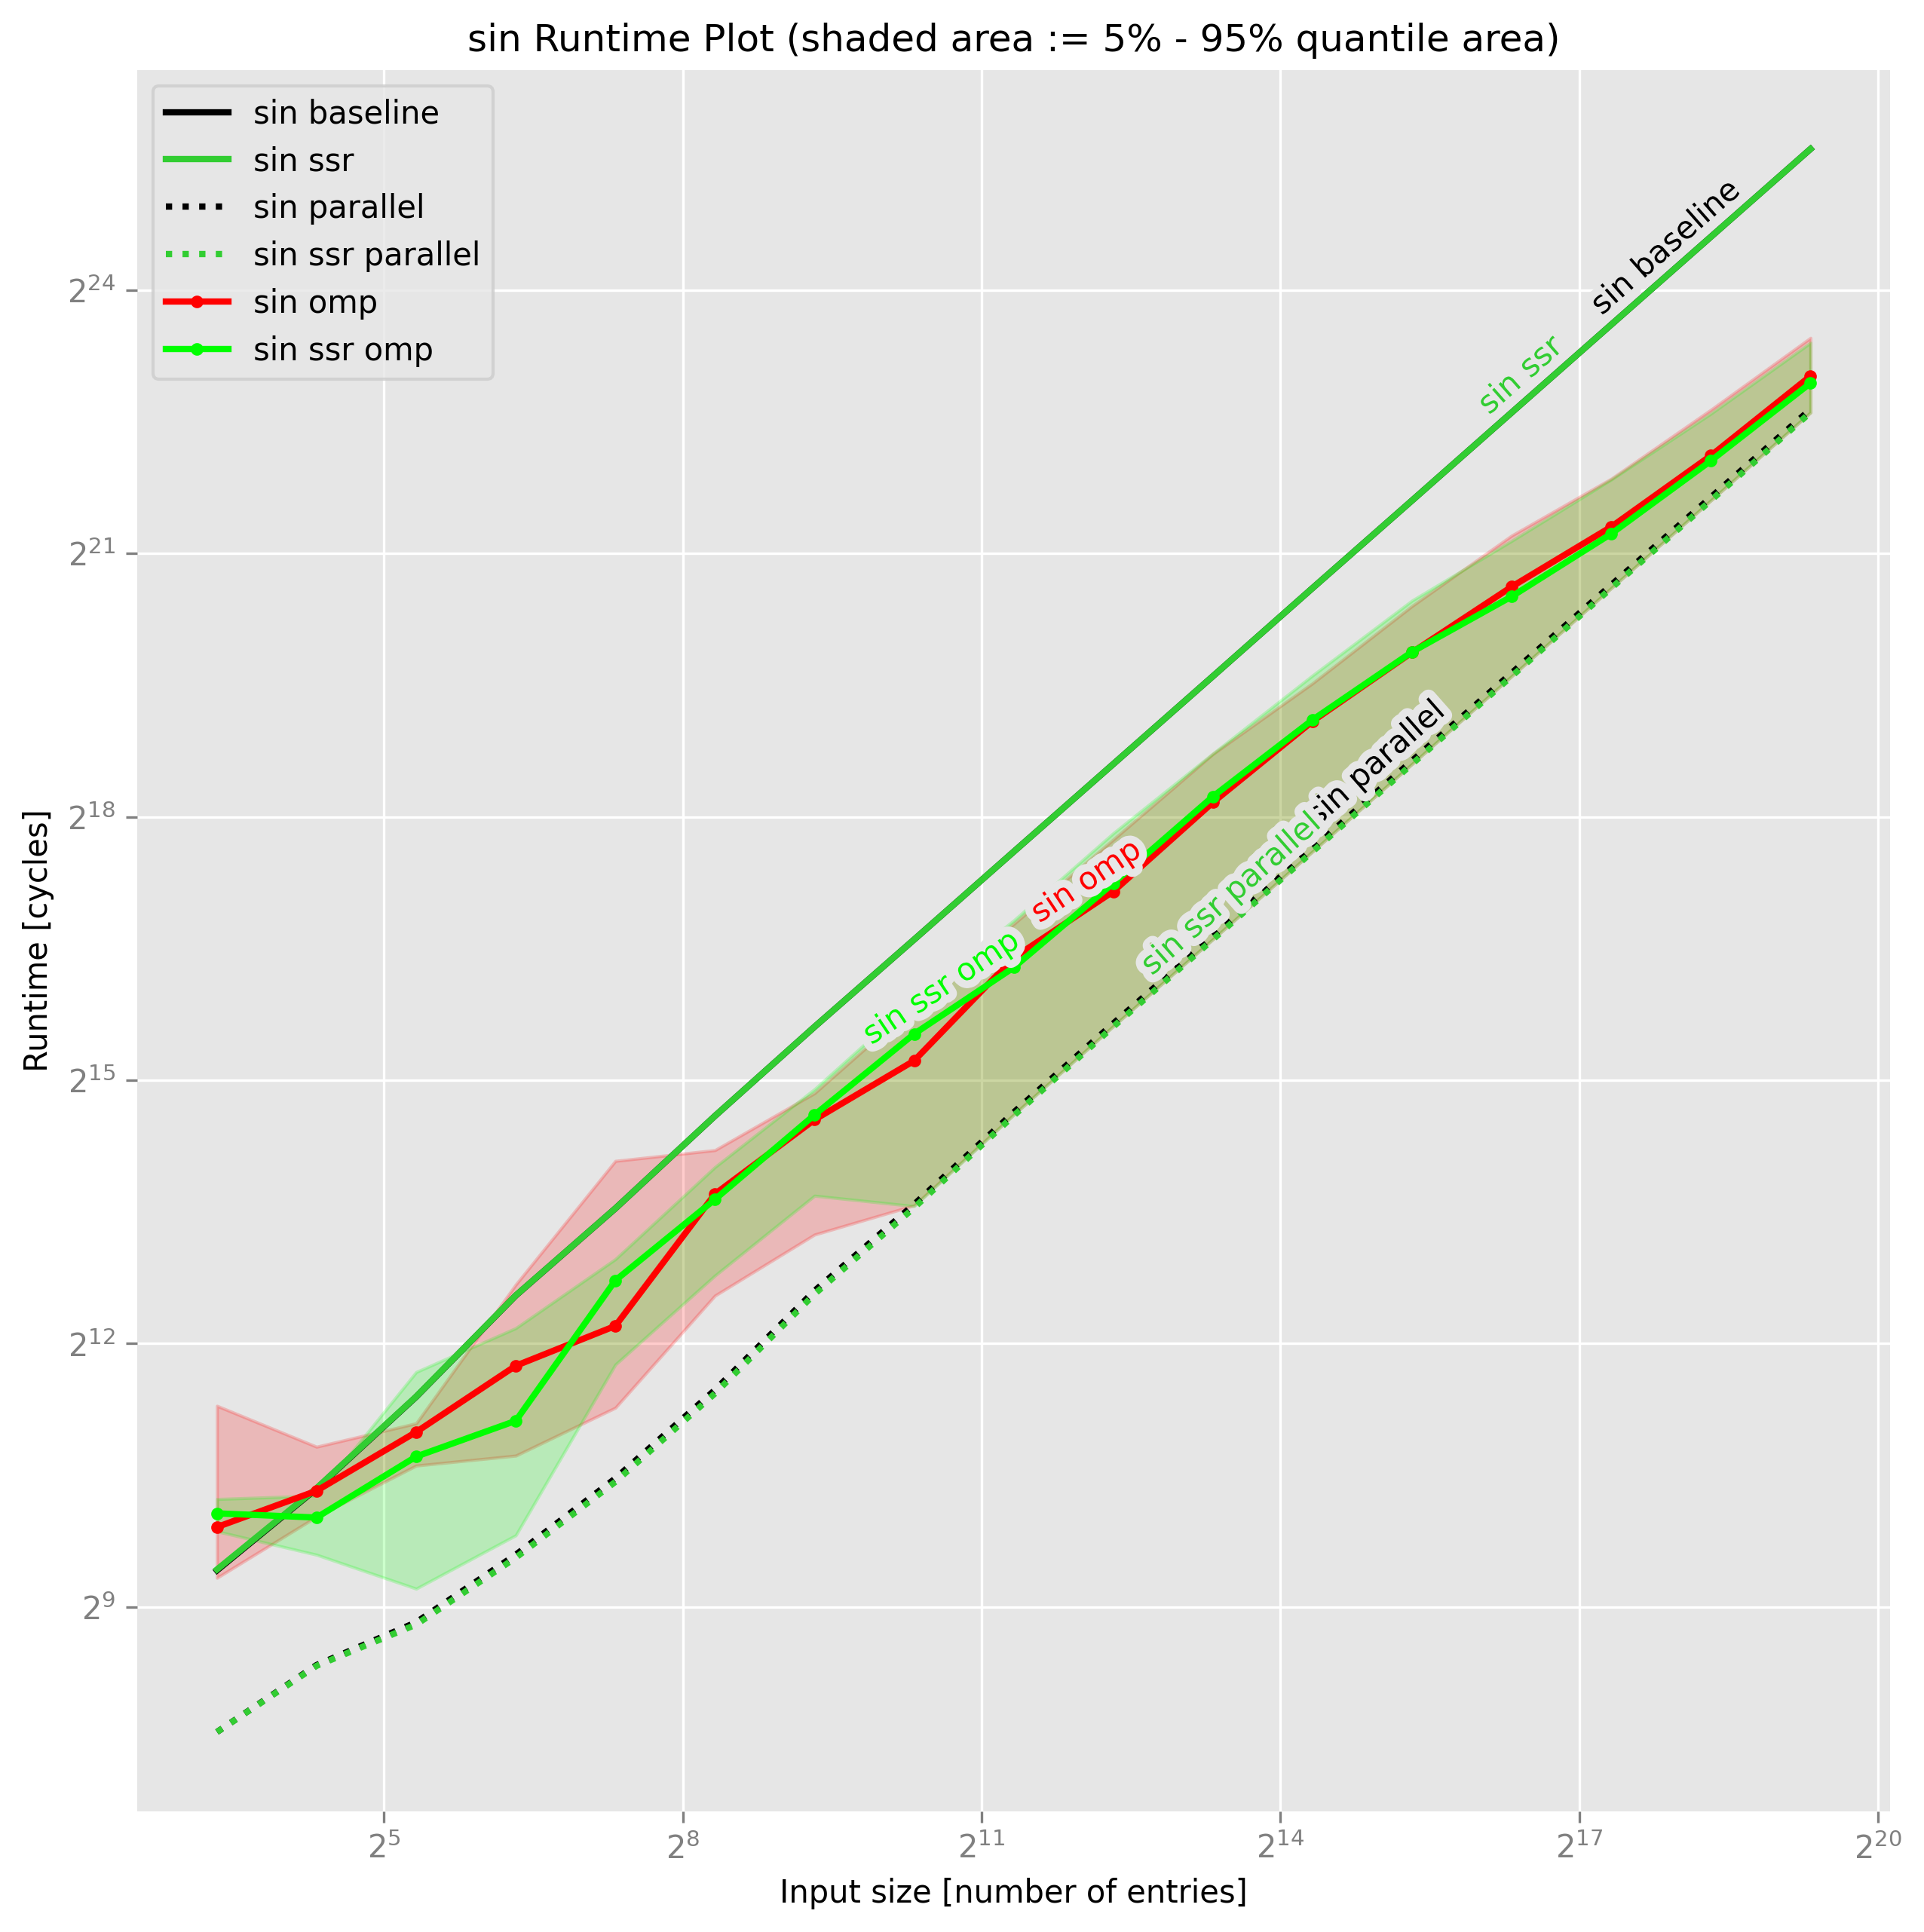 sin Runtime Plot (shaded area := 5% - 95% quantile area)
sin baseline
sin ssr
sin parallel
sin ssr parallel
sin omp
sin ssr omp
sin baseline
sin ssr
sin parallel
sin ssr parallel
sin omp
sin ssr omp
2^24
2^21
2^18
2^15
2^12
2^9
Runtime [cycles]
2^5 2^8 2^11 2^14 2^17 2^20
Input size [number of entries]